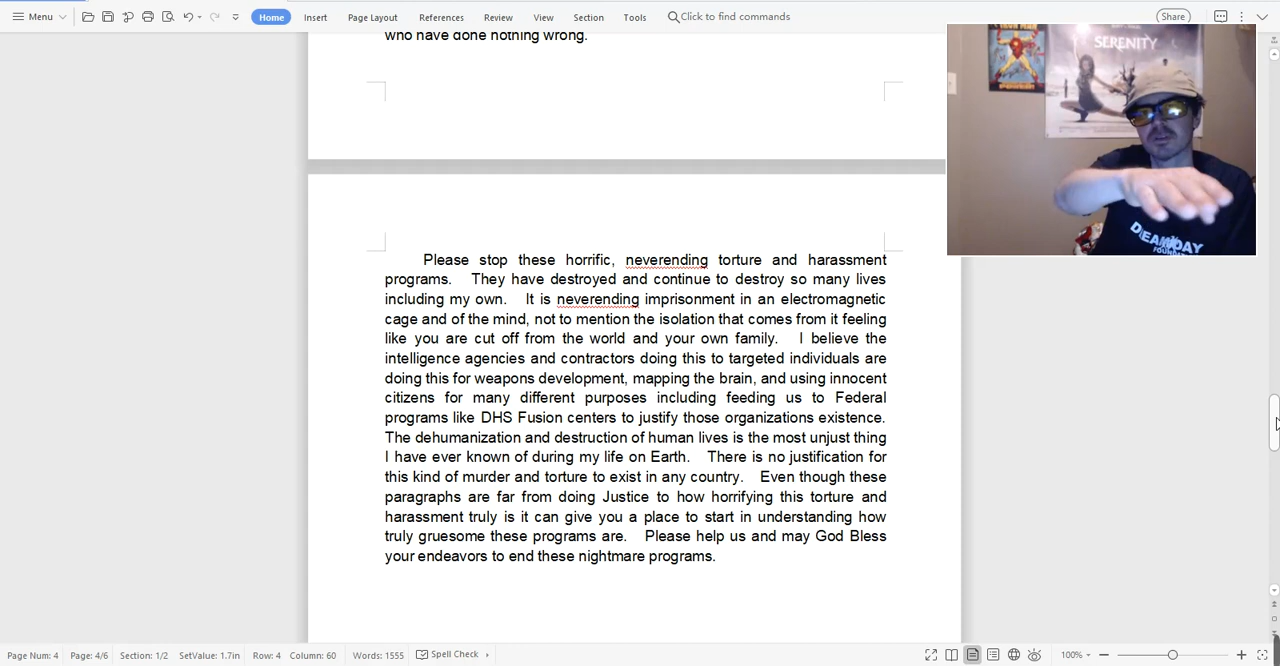 Menu Home Insert Page Layout References Review View Section Tools Click to find commands Share
who have done nothing wrong.
SERENITY
IRON MAN
DREAMDAY
FOUNDATION
Please stop these horrific, neverending torture and harassment
programs. They have destroyed and continue to destroy so many lives
including my own. It is neverending imprisonment in an electromagnetic
cage and of the mind, not to mention the isolation that comes from it feeling
like you are cut off from the world and your own family. I believe the
intelligence agencies and contractors doing this to targeted individuals are
doing this for weapons development, mapping the brain, and using innocent
citizens for many different purposes including feeding us to Federal
programs like DHS Fusion centers to justify those organizations existence.
The dehumanization and destruction of human lives is the most unjust thing
I have ever known of during my life on Earth. There is no justification for
this kind of murder and torture to exist in any country. Even though these
paragraphs are far from doing Justice to how horrifying this torture and
harassment truly is it can give you a place to start in understanding how
truly gruesome these programs are. Please help us and may God Bless
your endeavors to end these nightmare programs.
Page Num: 4 Page: 4/6 Section: 1/2 SetValue: 1.7in Row: 4 Column: 60 Words: 1555 Spell Check 100%